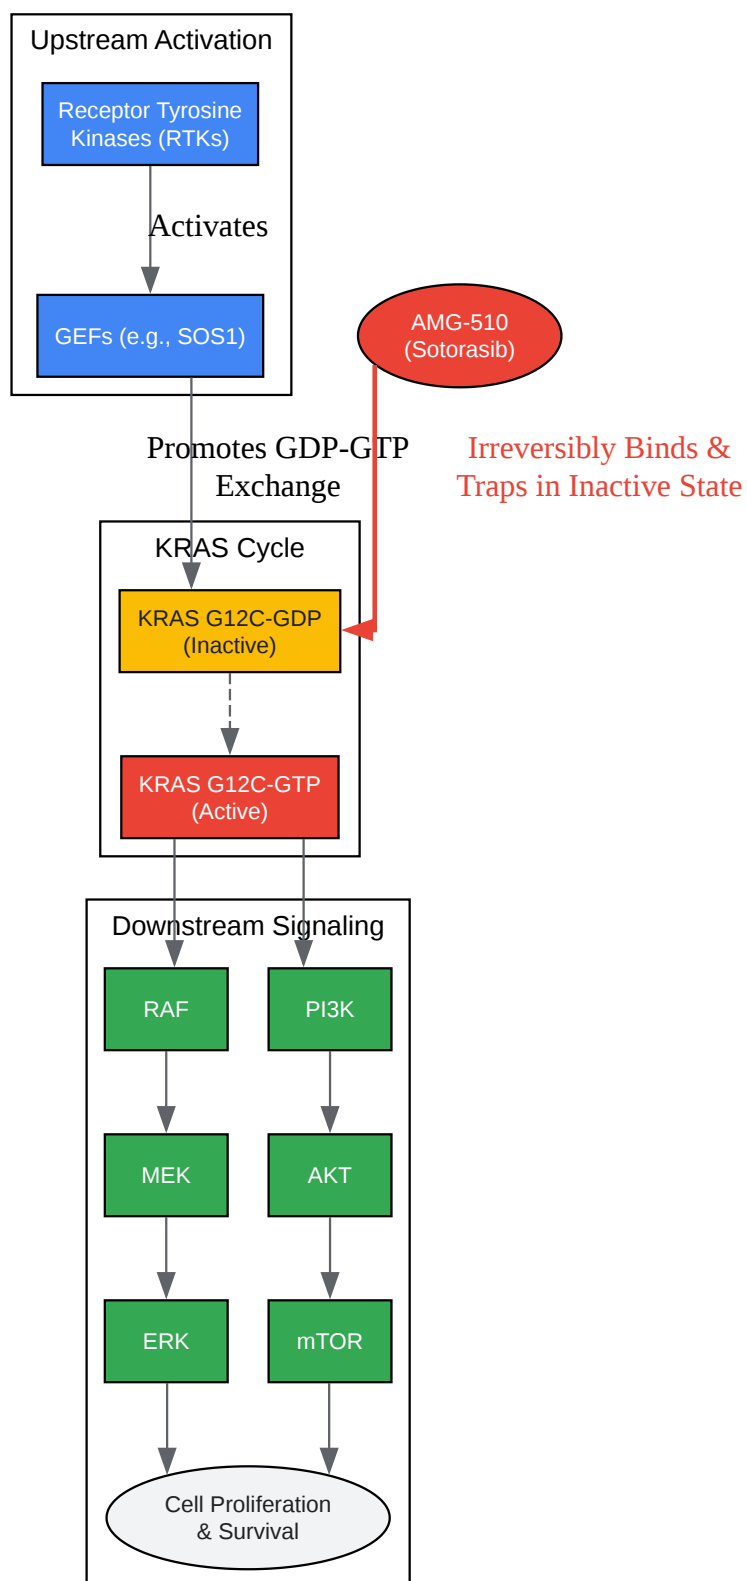 Upstream Activation
Receptor Tyrosine
Kinases (RTKs)
Activates
GEFs (e.g., SOS1)
AMG-510
(Sotorasib)
Promotes GDP-GTP
Exchange
Irreversibly Binds &
Traps in Inactive State
KRAS Cycle
KRAS G12C-GDP
(Inactive)
KRAS G12C-GTP
(Active)
Downstream Signaling
RAF
PI3K
MEK
AKT
ERK
mTOR
Cell Proliferation
& Survival